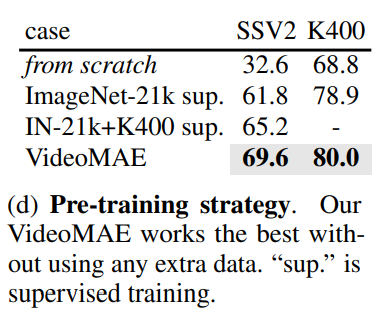 case SSV2 K400
from scratch 32.6 68.8
ImageNet-21k sup. 61.8 78.9
IN-21k+K400 sup. 65.2 -
VideoMAE 69.6 80.0
(d) Pre-training strategy. Our
VideoMAE works the best with-
out using any extra data. “sup.” is
supervised training.